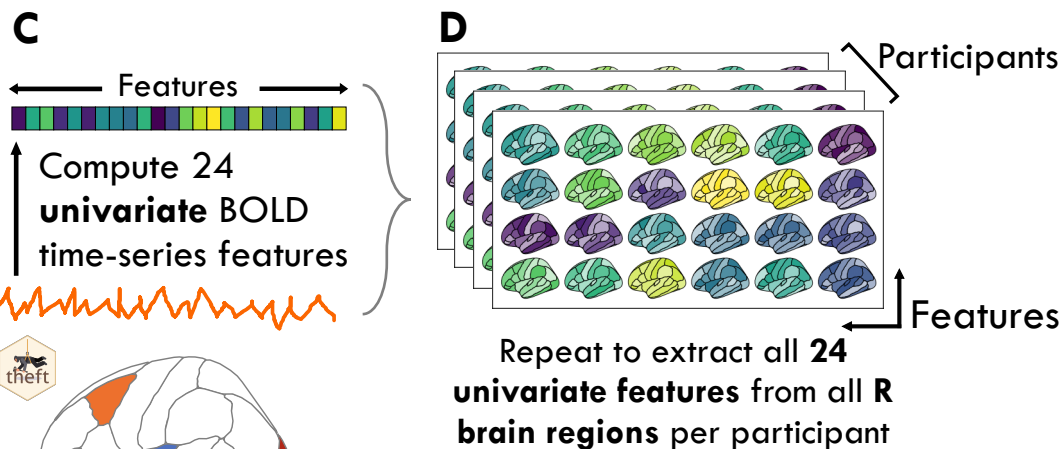 C
Features
Compute 24
univariate BOLD
time-series features
theft
D
Participants
Features
Repeat to extract all 24
univariate features from all R
brain regions per participant